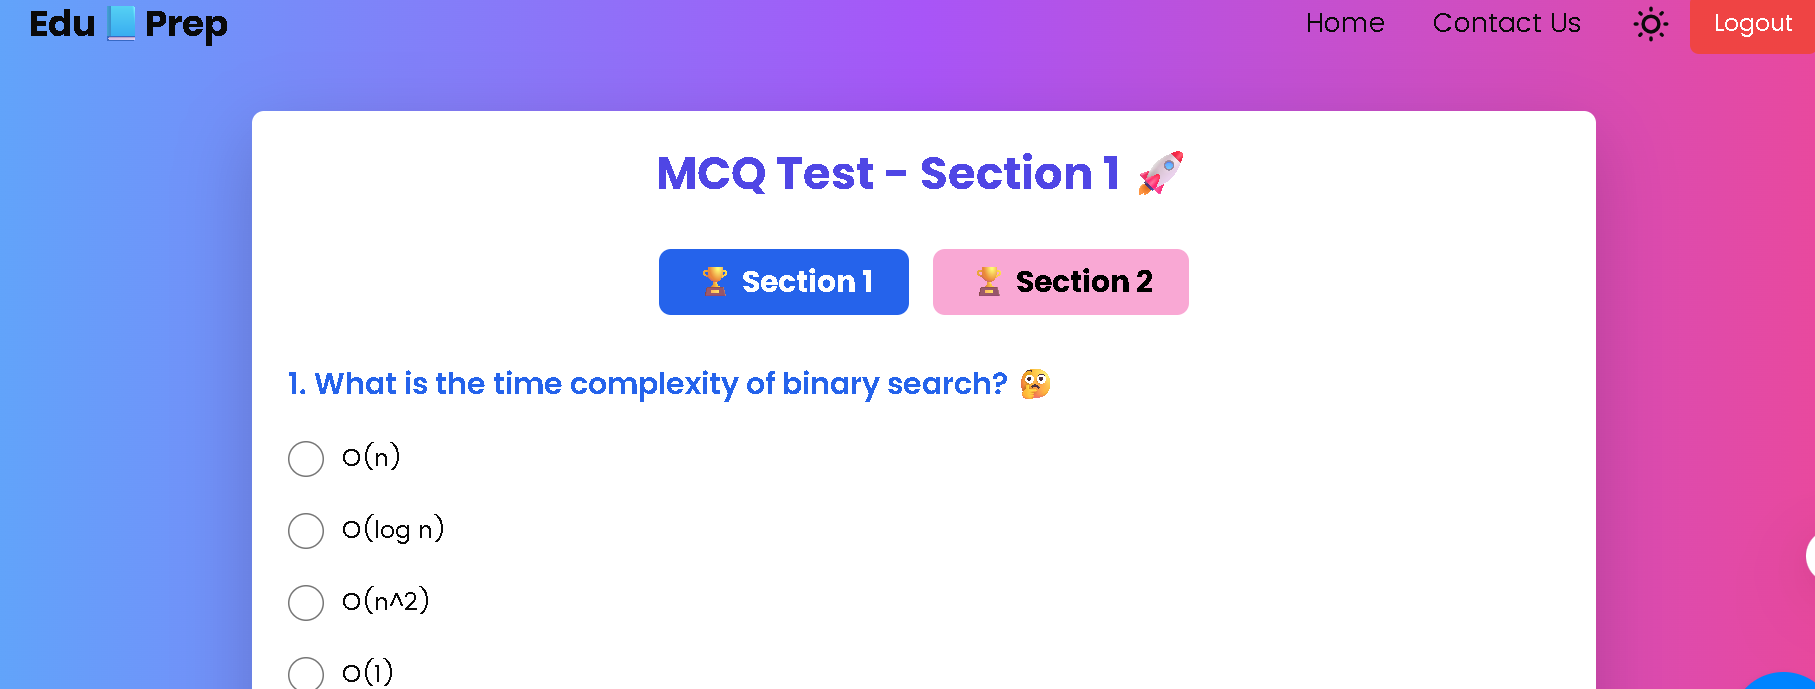 Edu 📘 Prep
Home
Contact Us
Logout
MCQ Test - Section 1 🚀
🏆 Section 1
🏆 Section 2
1. What is the time complexity of binary search? 🤔
O(n)
O(log n)
O(n^2)
O(1)